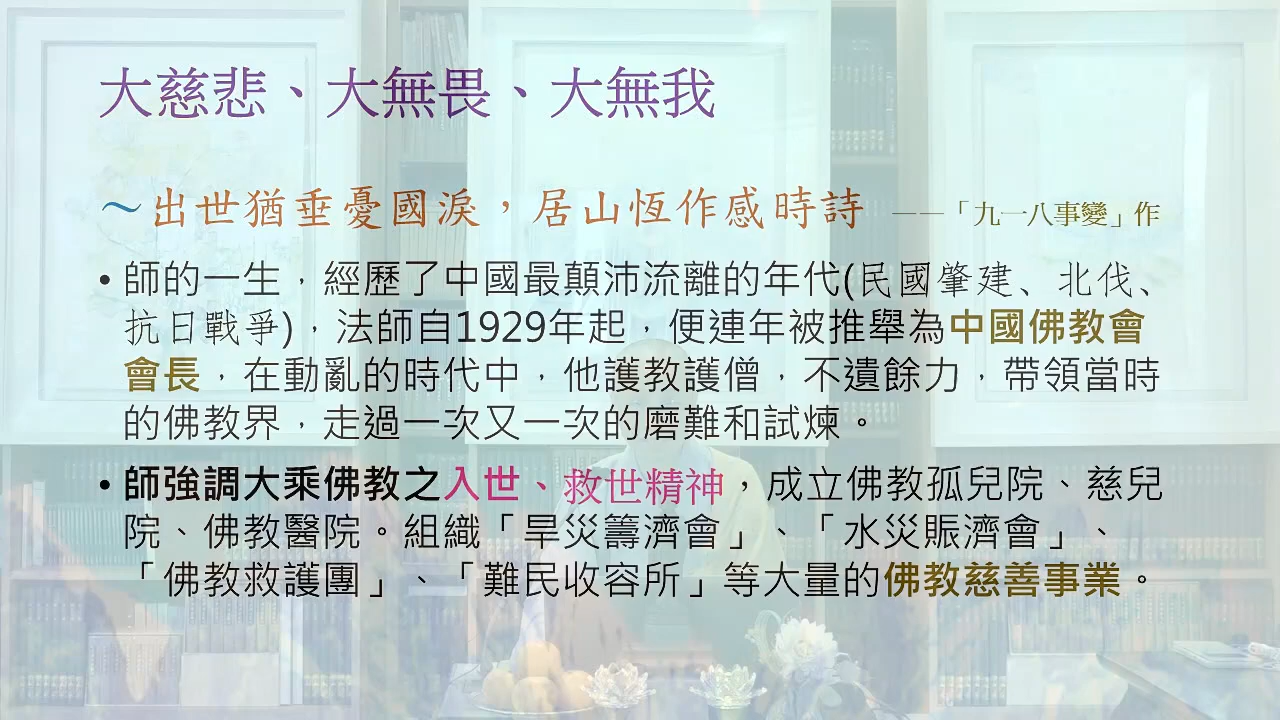 大慈悲、大無畏、大無我
～出世猶垂憂國淚，居山恆作感時詩 ——「九一八事變」作
• 師的一生，經歷了中國最顛沛流離的年代(民國肇建、北伐、
抗日戰爭)，法師自1929年起，便連年被推舉為中國佛教會
會長，在動亂的時代中，他護教護僧，不遺餘力，帶領當時
的佛教界，走過一次又一次的磨難和試煉。
• 師強調大乘佛教之入世、救世精神，成立佛教孤兒院、慈兒
院、佛教醫院。組織「旱災籌濟會」、「水災賑濟會」、
「佛教救護團」、「難民收容所」等大量的佛教慈善事業。